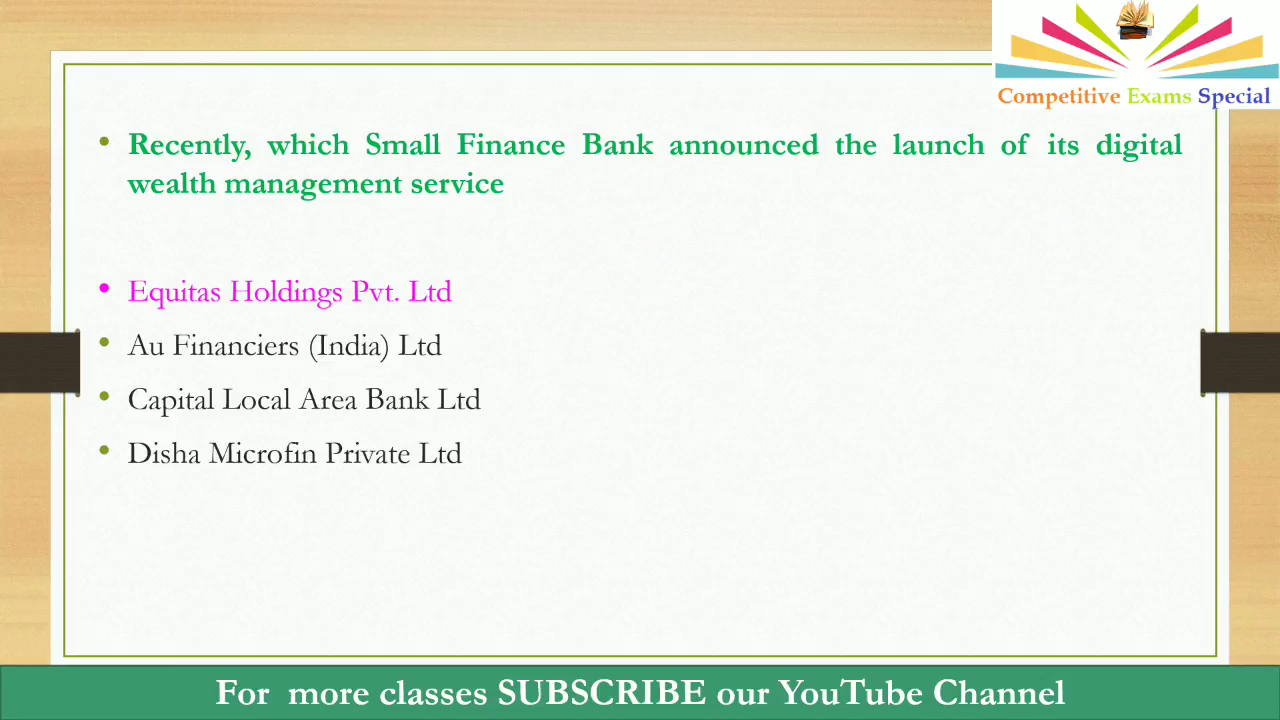 Competitive Exams Special
• Recently, which Small Finance Bank announced the launch of its digital
wealth management service
• Equitas Holdings Pvt. Ltd
• Au Financiers (India) Ltd
• Capital Local Area Bank Ltd
• Disha Microfin Private Ltd
For more classes SUBSCRIBE our YouTube Channel